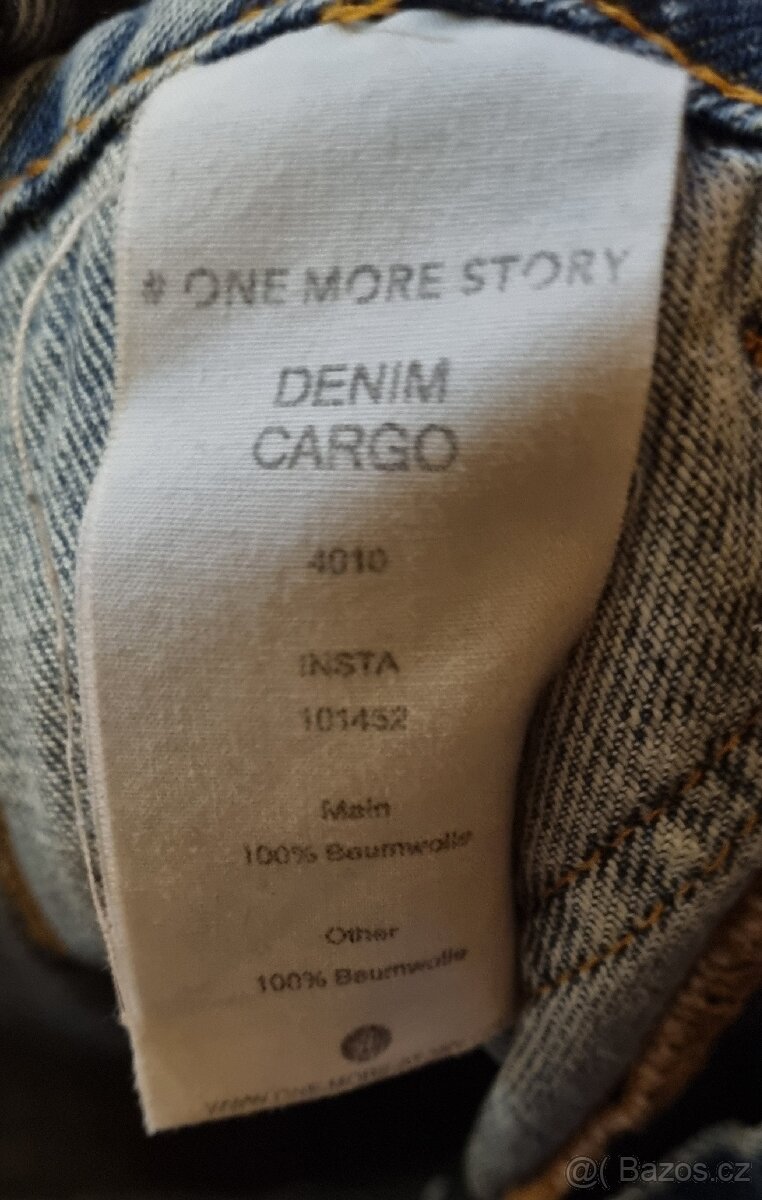 # ONE MORE STORY
DENIM
CARGO
4010
INSTA
101452
Main
100% Baumwolle
Other
100% Baumwolle
@( Bazos.cz